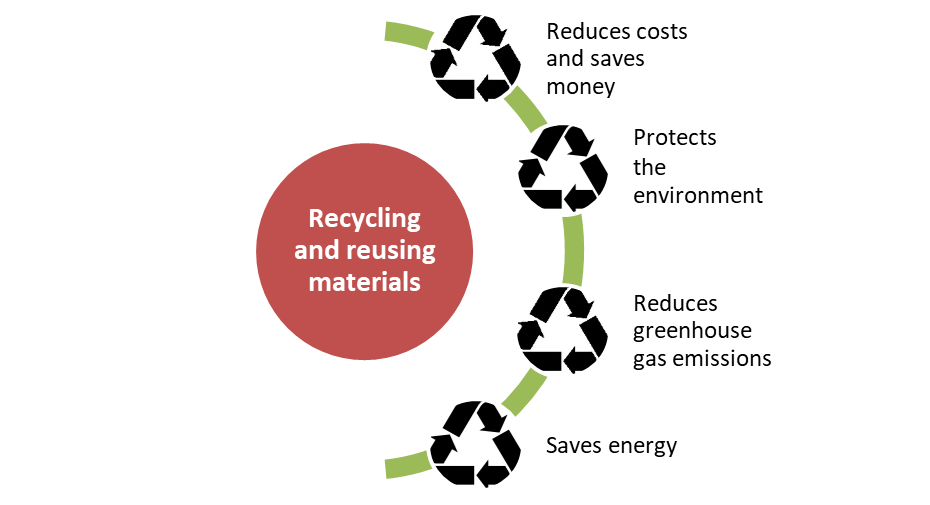 Reduces costs
and saves
money
Protects
the
environment
Recycling
and reusing
materials
Reduces
greenhouse
gas emissions
Saves energy